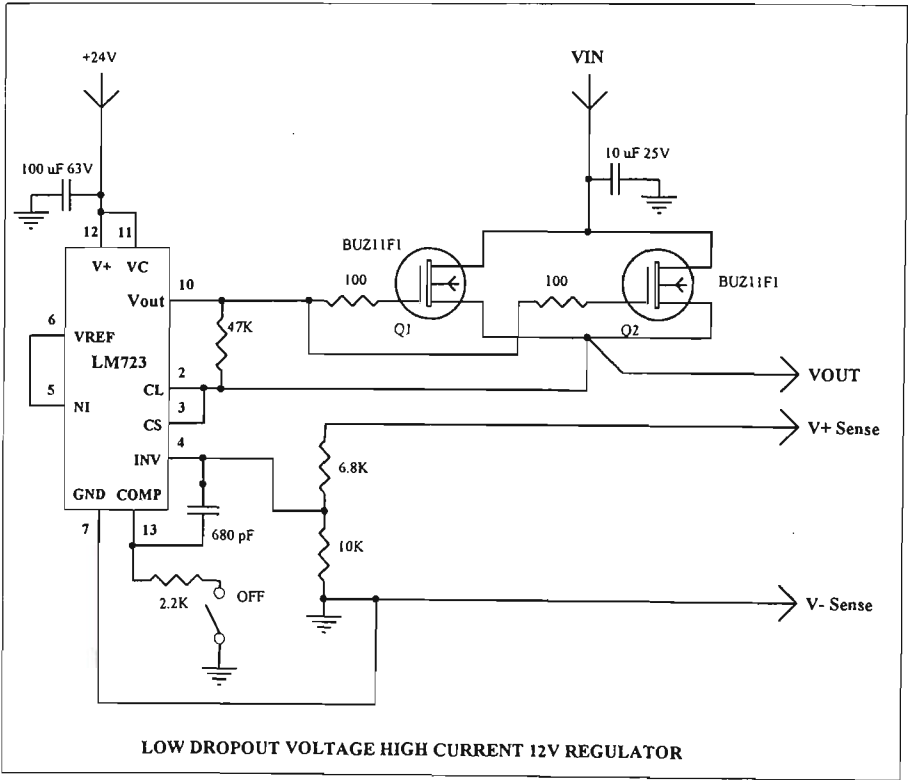 +24V
VIN
100 uF 63V
10 uF 25V
12
11
BUZ11F1
V+
VC
100
100
BUZ11F1
10
Vout
6
VREF
47K
Q1
Q2
LM723
2
VOUT
5
CL
NI
3
CS
V+ Sense
4
INV
6.8K
GND
COMP
7
13
680 pF
10K
OFF
2.2K
V- Sense
LOW DROPOUT VOLTAGE HIGH CURRENT 12V REGULATOR